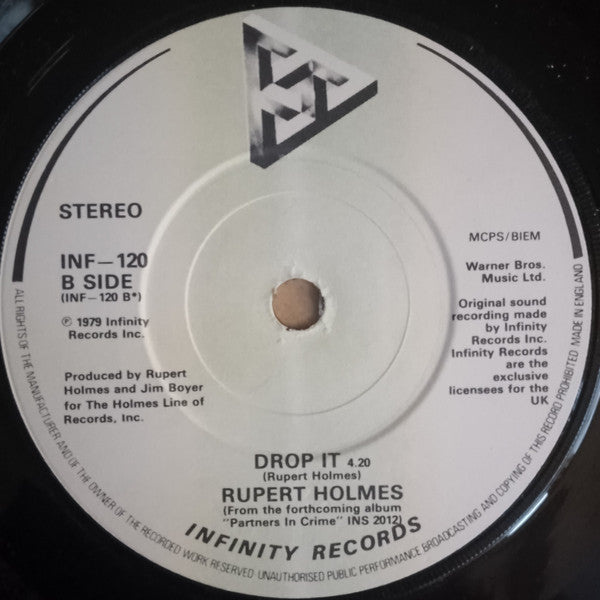 STEREO
INF—120
B SIDE
(INF—120 B*)
℗ 1979 Infinity
Records Inc.
Produced by Rupert
Holmes and Jim Boyer
for The Holmes Line of
Records, Inc.
MCPS/BIEM
Warner Bros.
Music Ltd.
Original sound
recording made
by Infinity
Records Inc.
Infinity Records
are the
exclusive
licensees for the
UK
DROP IT 4.20
(Rupert Holmes)
RUPERT HOLMES
(From the forthcoming album
"Partners In Crime" INS 2012)
INFINITY RECORDS
ALL RIGHTS OF THE MANUFACTURER AND OF THE OWNER OF THE RECORDED WORK RESERVED·UNAUTHORISED PUBLIC PERFORMANCE BROADCASTING AND COPYING OF THIS RECORD PROHIBITED MADE IN ENGLAND